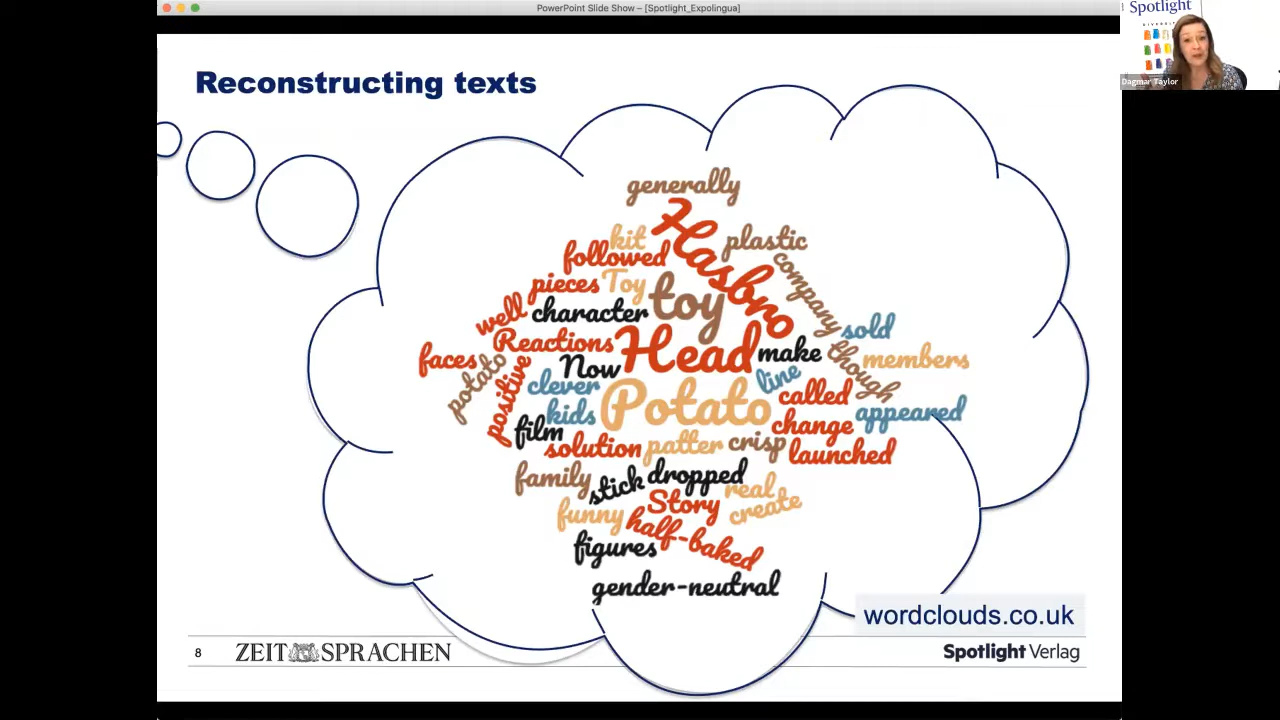 PowerPoint Slide Show – [Spotlight_Expolingua]
Spotlight
Dagmar Taylor
Reconstructing texts
generally
Hasbro
kit
plastic
followed
company
pieces
Toy
toy
well
character
sold
Reactions
Head
make
though
members
faces
potato
Now
line
positive
clever
called
appeared
kids
Potato
film
change
solution
patter
crisp
launched
family
stick
dropped
real
Story
create
funny
half-baked
figures
gender-neutral
wordclouds.co.uk
8
ZEIT SPRACHEN
Spotlight Verlag